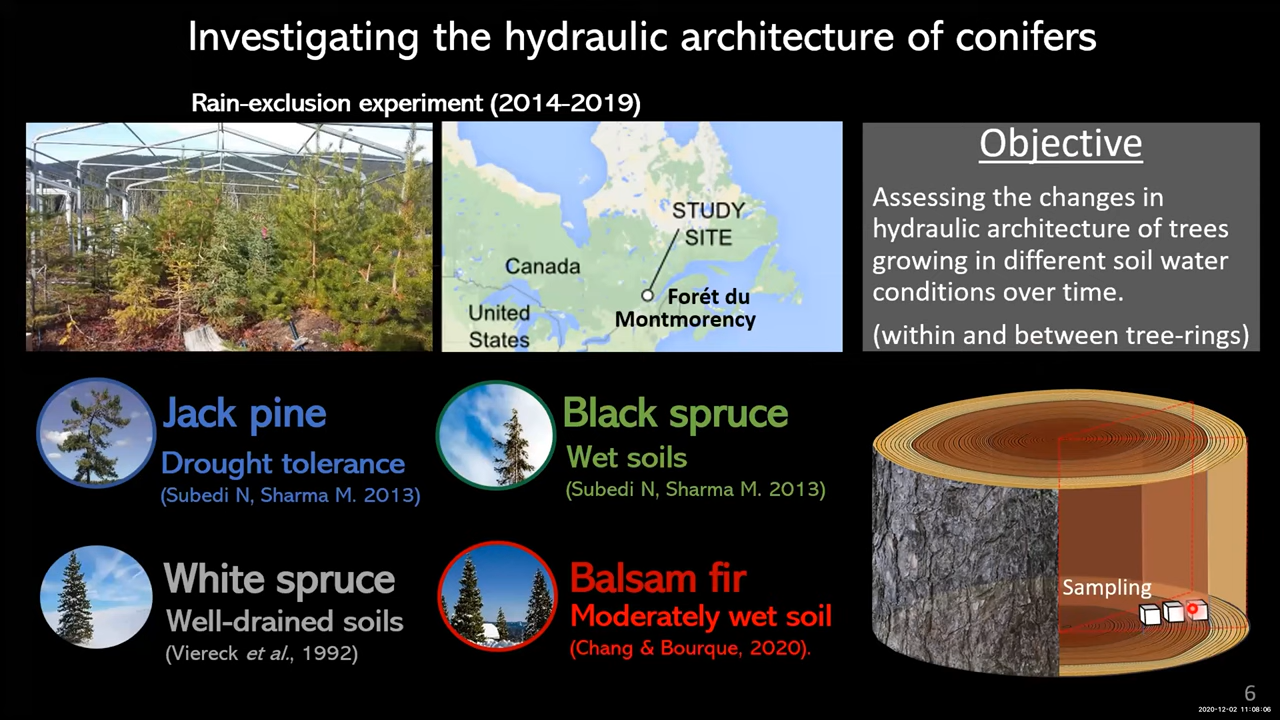 Investigating the hydraulic architecture of conifers
Rain-exclusion experiment (2014-2019)
STUDY
SITE
Canada
Forét du
Montmorency
United
States
Objective
Assessing the changes in
hydraulic architecture of trees
growing in different soil water
conditions over time.
(within and between tree-rings)
Jack pine
Drought tolerance
(Subedi N, Sharma M. 2013)
Black spruce
Wet soils
(Subedi N, Sharma M. 2013)
White spruce
Well-drained soils
(Viereck et al., 1992)
Balsam fir
Moderately wet soil
(Chang & Bourque, 2020).
Sampling
6
2020-12-02 11:08:06